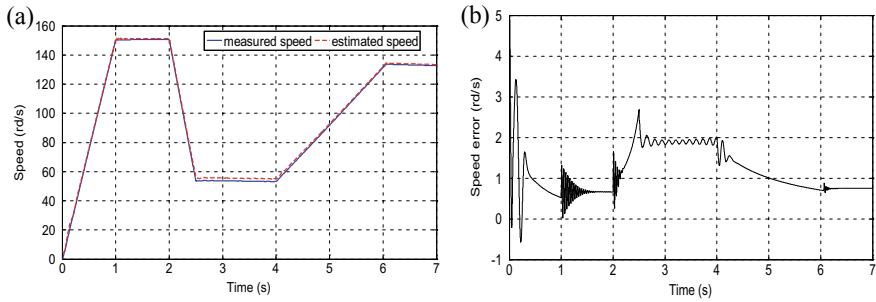 (a)
160
140
120
100
80
60
40
20
0
Speed (rd/s)
measured speed estimated speed
0 1 2 3 4 5 6 7
Time (s)
(b)
5
4
3
2
1
0
-1
Speed error (rd/s)
0 1 2 3 4 5 6 7
Time (s)